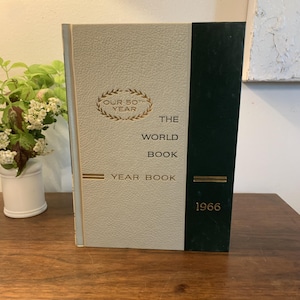 OUR 50TH
YEAR
THE
WORLD
BOOK
YEAR BOOK
1966